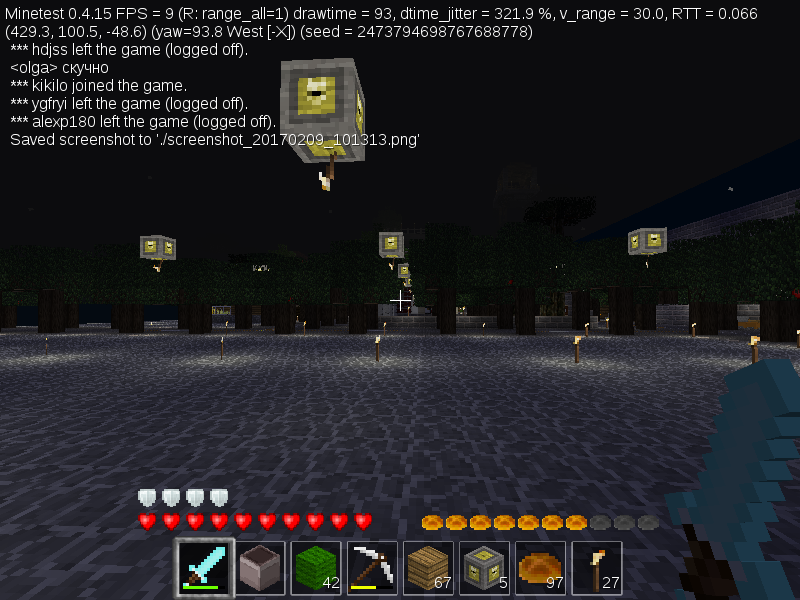 Minetest 0.4.15 FPS = 9 (R: range_all=1) drawtime = 93, dtime_jitter = 321.9 %, v_range = 30.0, RTT = 0.066
(429.3, 100.5, -48.6) (yaw=93.8 West [-X]) (seed = 2473794698767688778)
*** hdjss left the game (logged off).
<olga> скучно
*** kikilo joined the game.
*** ygfryi left the game (logged off).
*** alexp180 left the game (logged off).
Saved screenshot to './screenshot_20170209_101313.png'
42 67 5 97 27